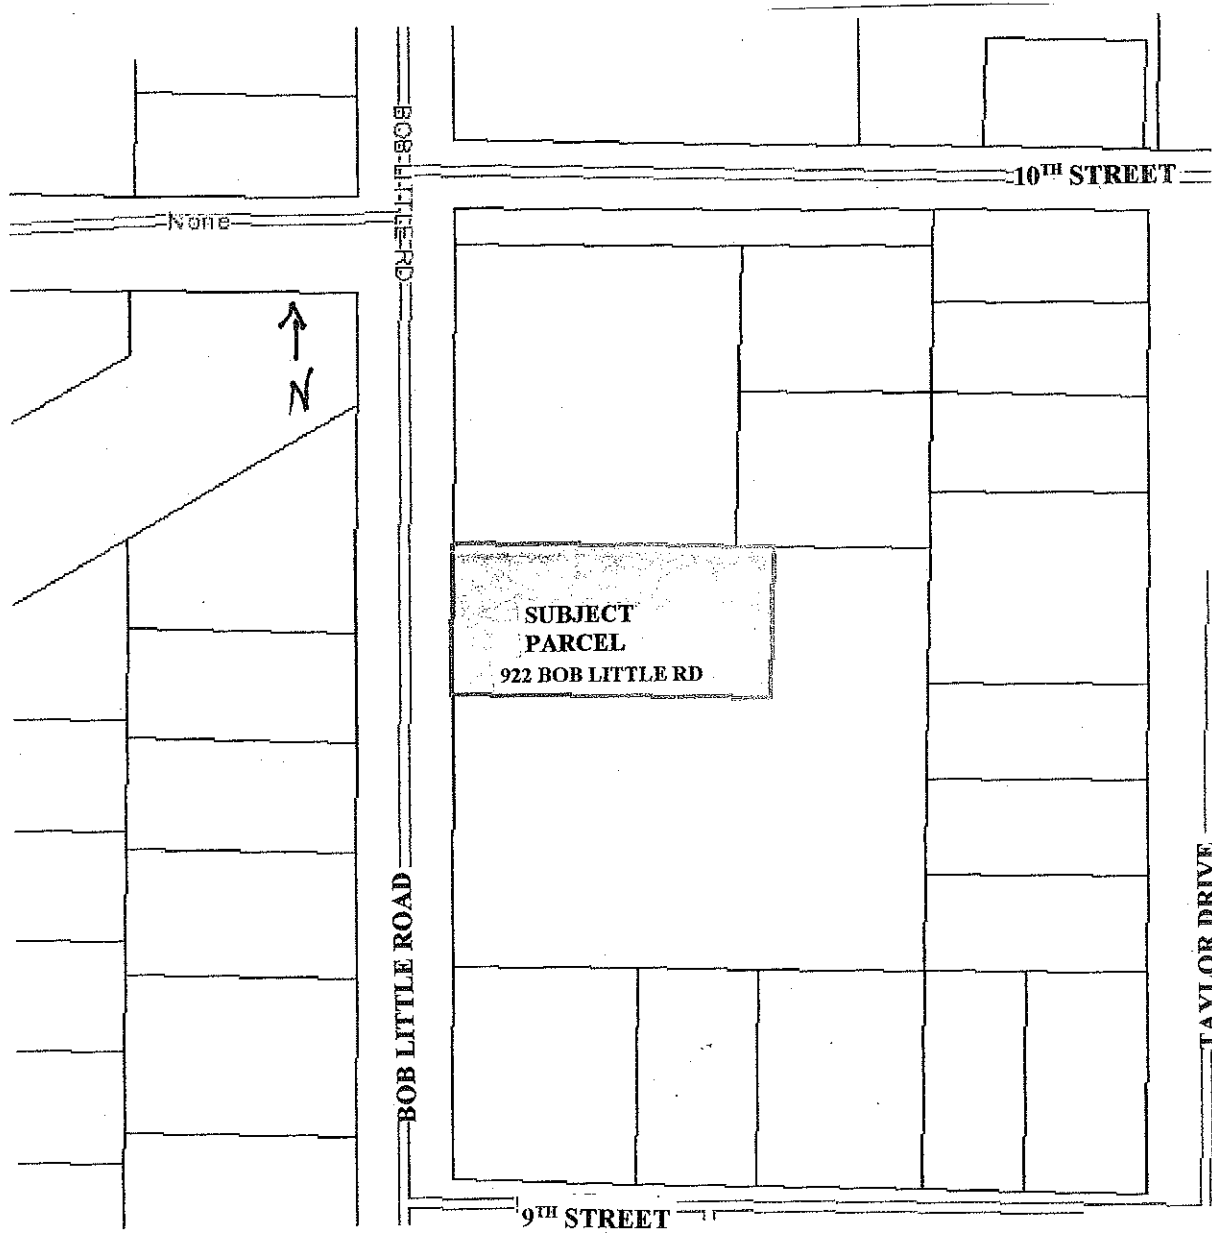 BOB LITTLE RD
10TH STREET
None
N
SUBJECT
PARCEL
922 BOB LITTLE RD
BOB LITTLE ROAD
TAYLOR DRIVE
9TH STREET